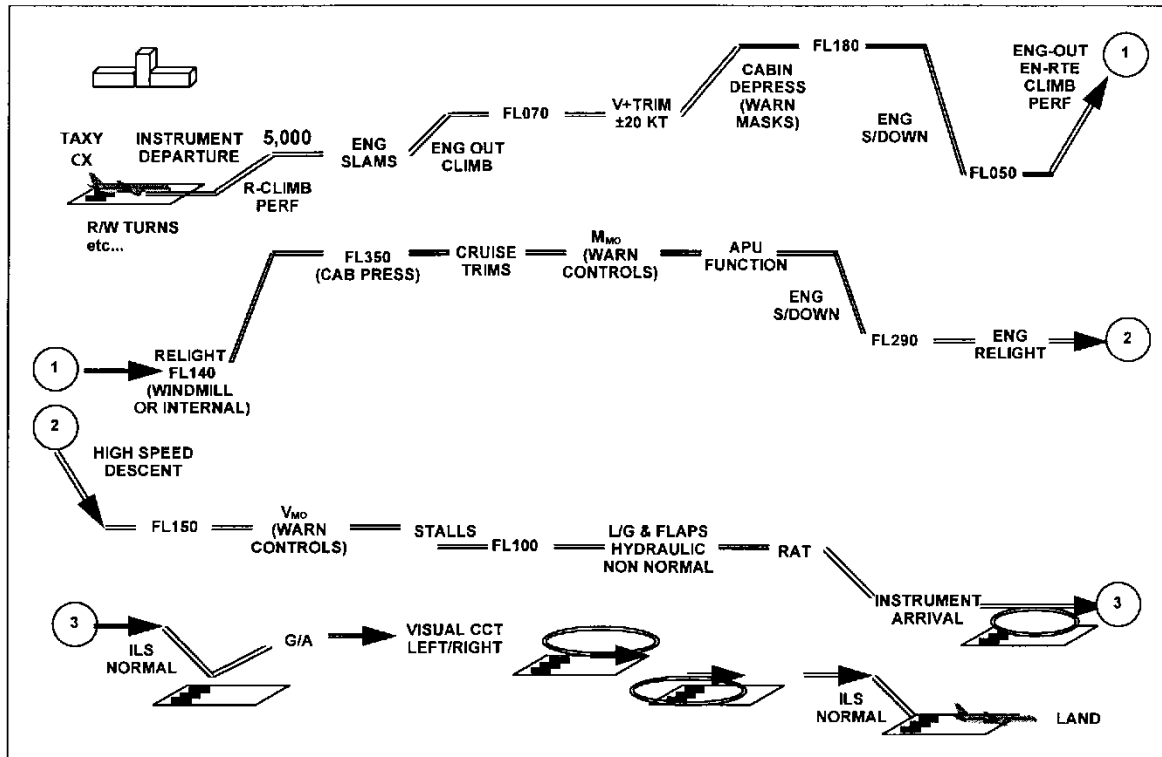 TAXY
CX
INSTRUMENT
DEPARTURE
R/W TURNS
etc...
5,000
R-CLIMB
PERF
ENG
SLAMS
ENG OUT
CLIMB
FL070
V+TRIM
±20 KT
CABIN
DEPRESS
(WARN
MASKS)
FL180
ENG
S/DOWN
FL050
ENG-OUT
EN-RTE
CLIMB
PERF
1
1
RELIGHT
FL140
(WINDMILL
OR INTERNAL)
FL350
(CAB PRESS)
CRUISE
TRIMS
MMO
(WARN
CONTROLS)
APU
FUNCTION
ENG
S/DOWN
FL290
ENG
RELIGHT
2
2
HIGH SPEED
DESCENT
FL150
VMO
(WARN
CONTROLS)
STALLS
FL100
L/G & FLAPS
HYDRAULIC
NON NORMAL
RAT
INSTRUMENT
ARRIVAL
3
3
ILS
NORMAL
G/A
VISUAL CCT
LEFT/RIGHT
ILS
NORMAL
LAND